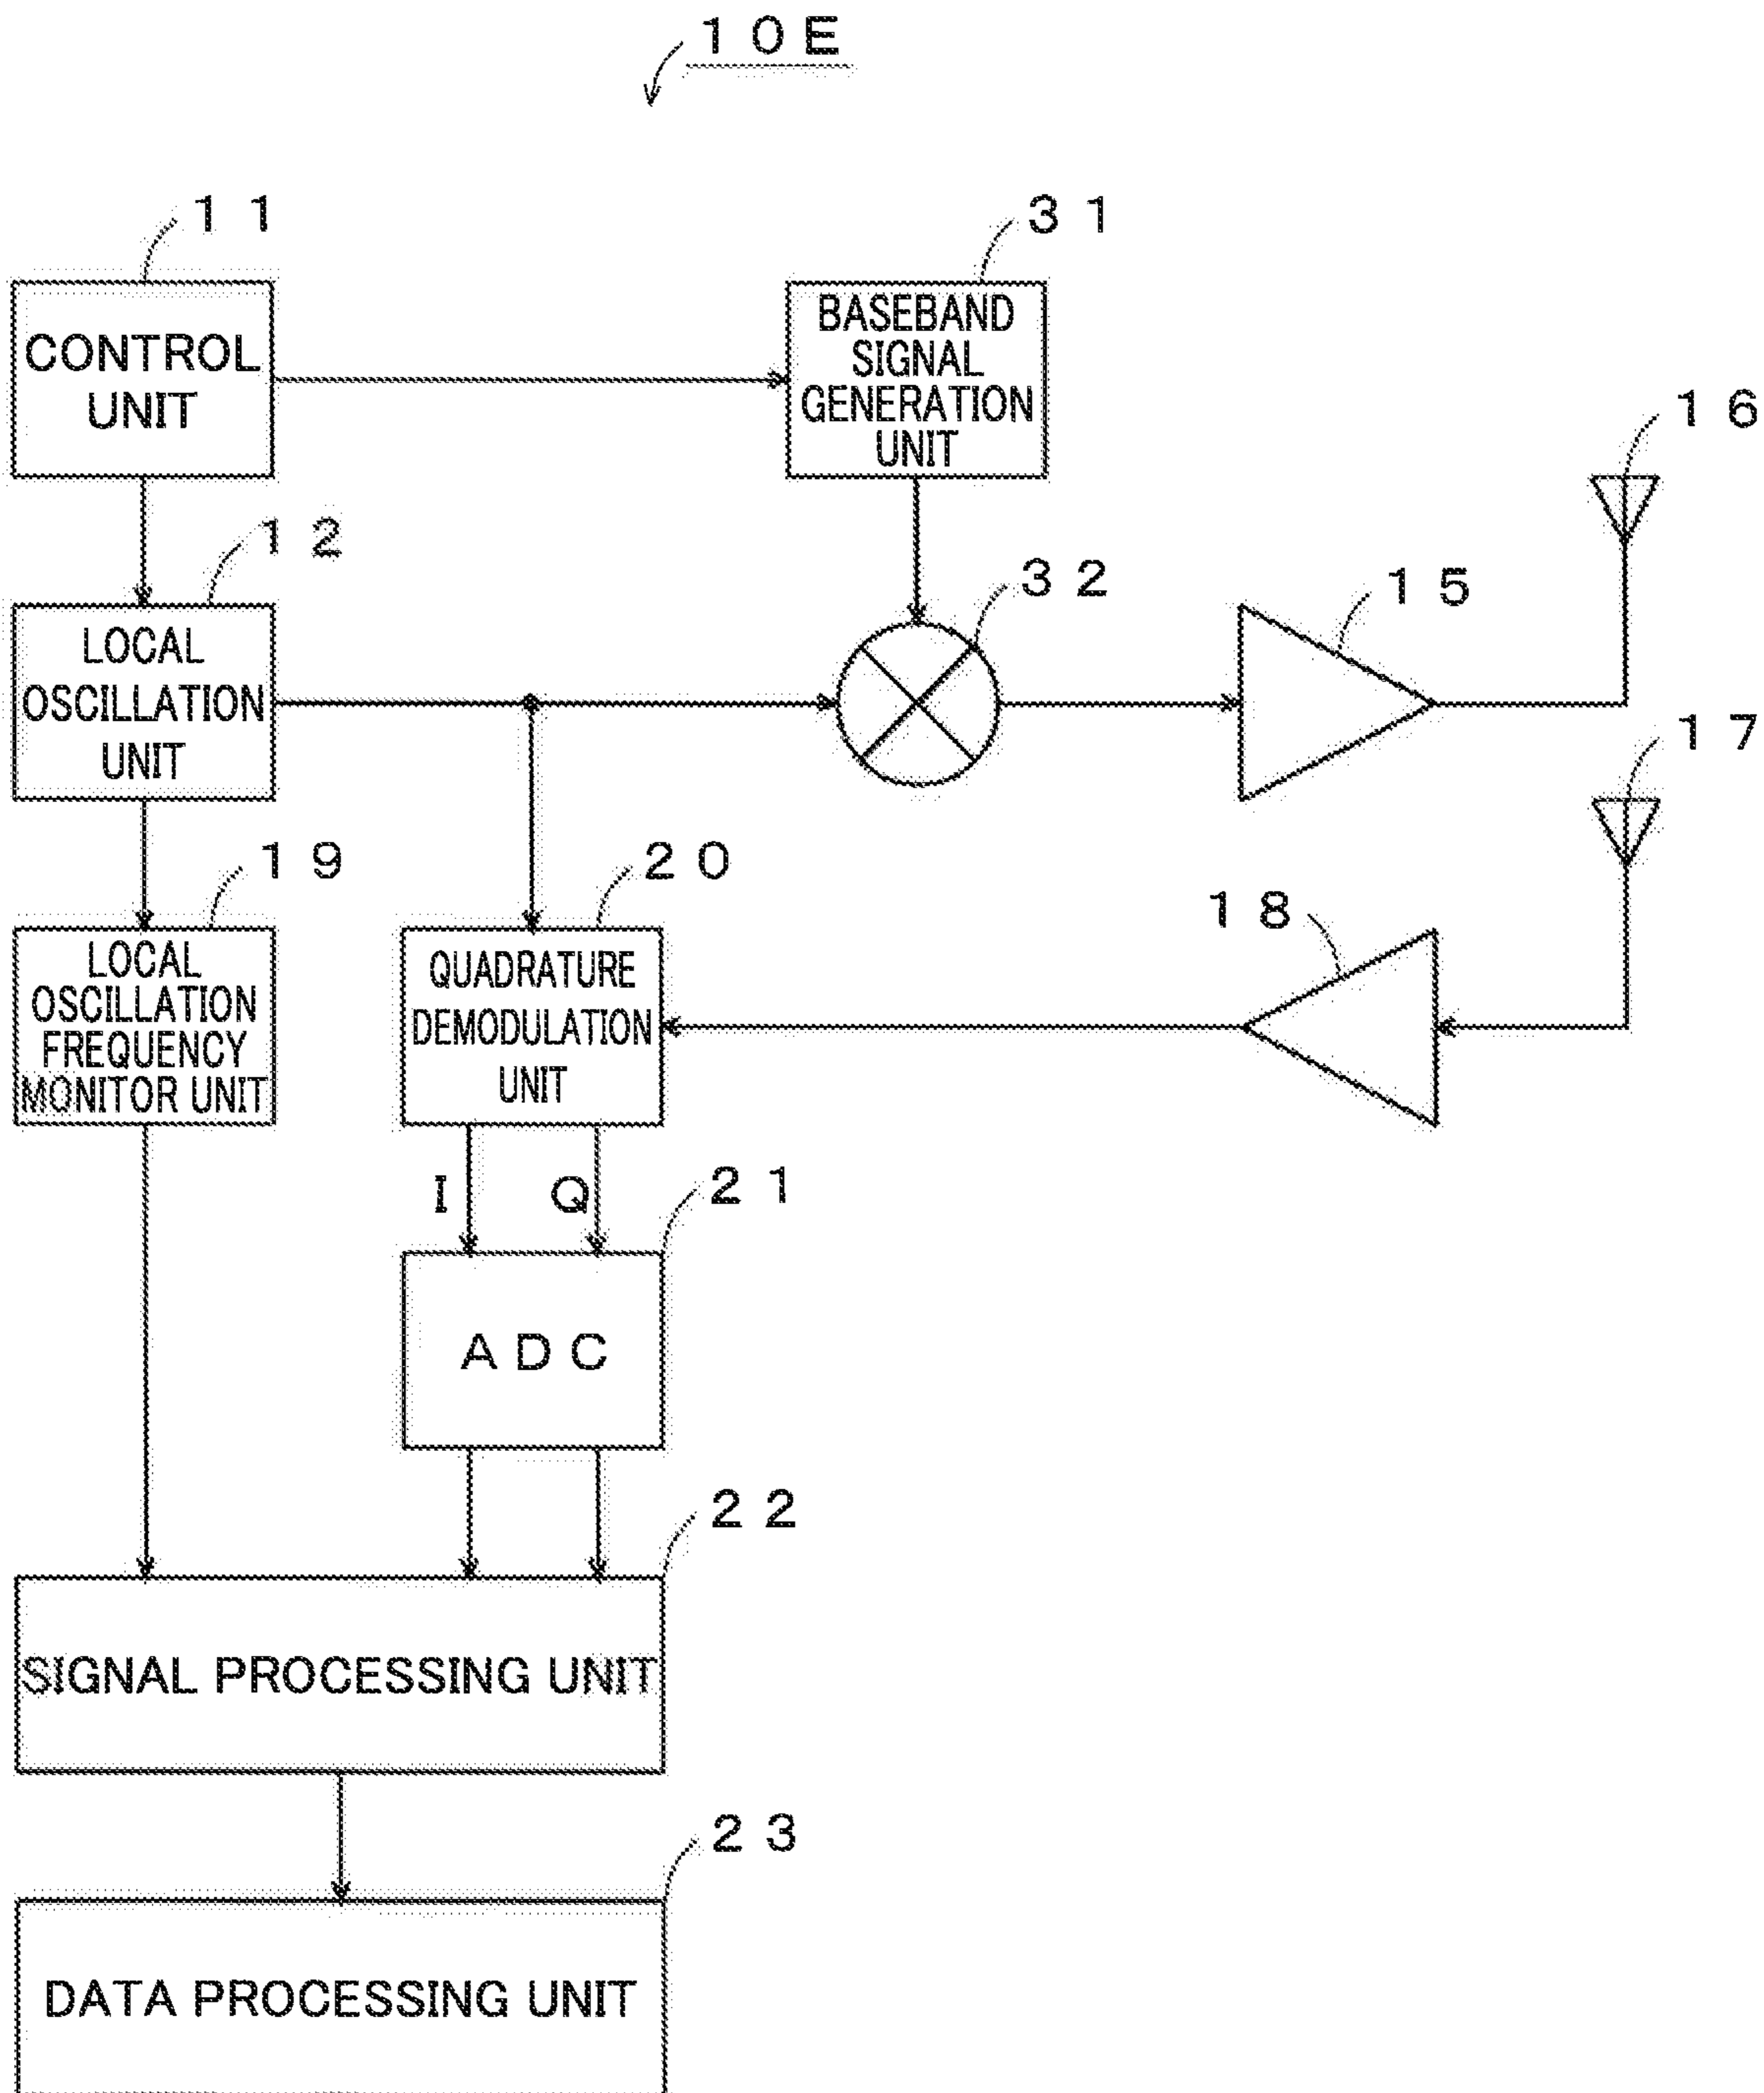 10E
11
31
CONTROL
UNIT
BASEBAND
SIGNAL
GENERATION
UNIT
16
12
32
15
LOCAL
OSCILLATION
UNIT
17
19
20
18
LOCAL
OSCILLATION
FREQUENCY
MONITOR UNIT
QUADRATURE
DEMODULATION
UNIT
I
Q
21
ADC
22
SIGNAL PROCESSING UNIT
23
DATA PROCESSING UNIT